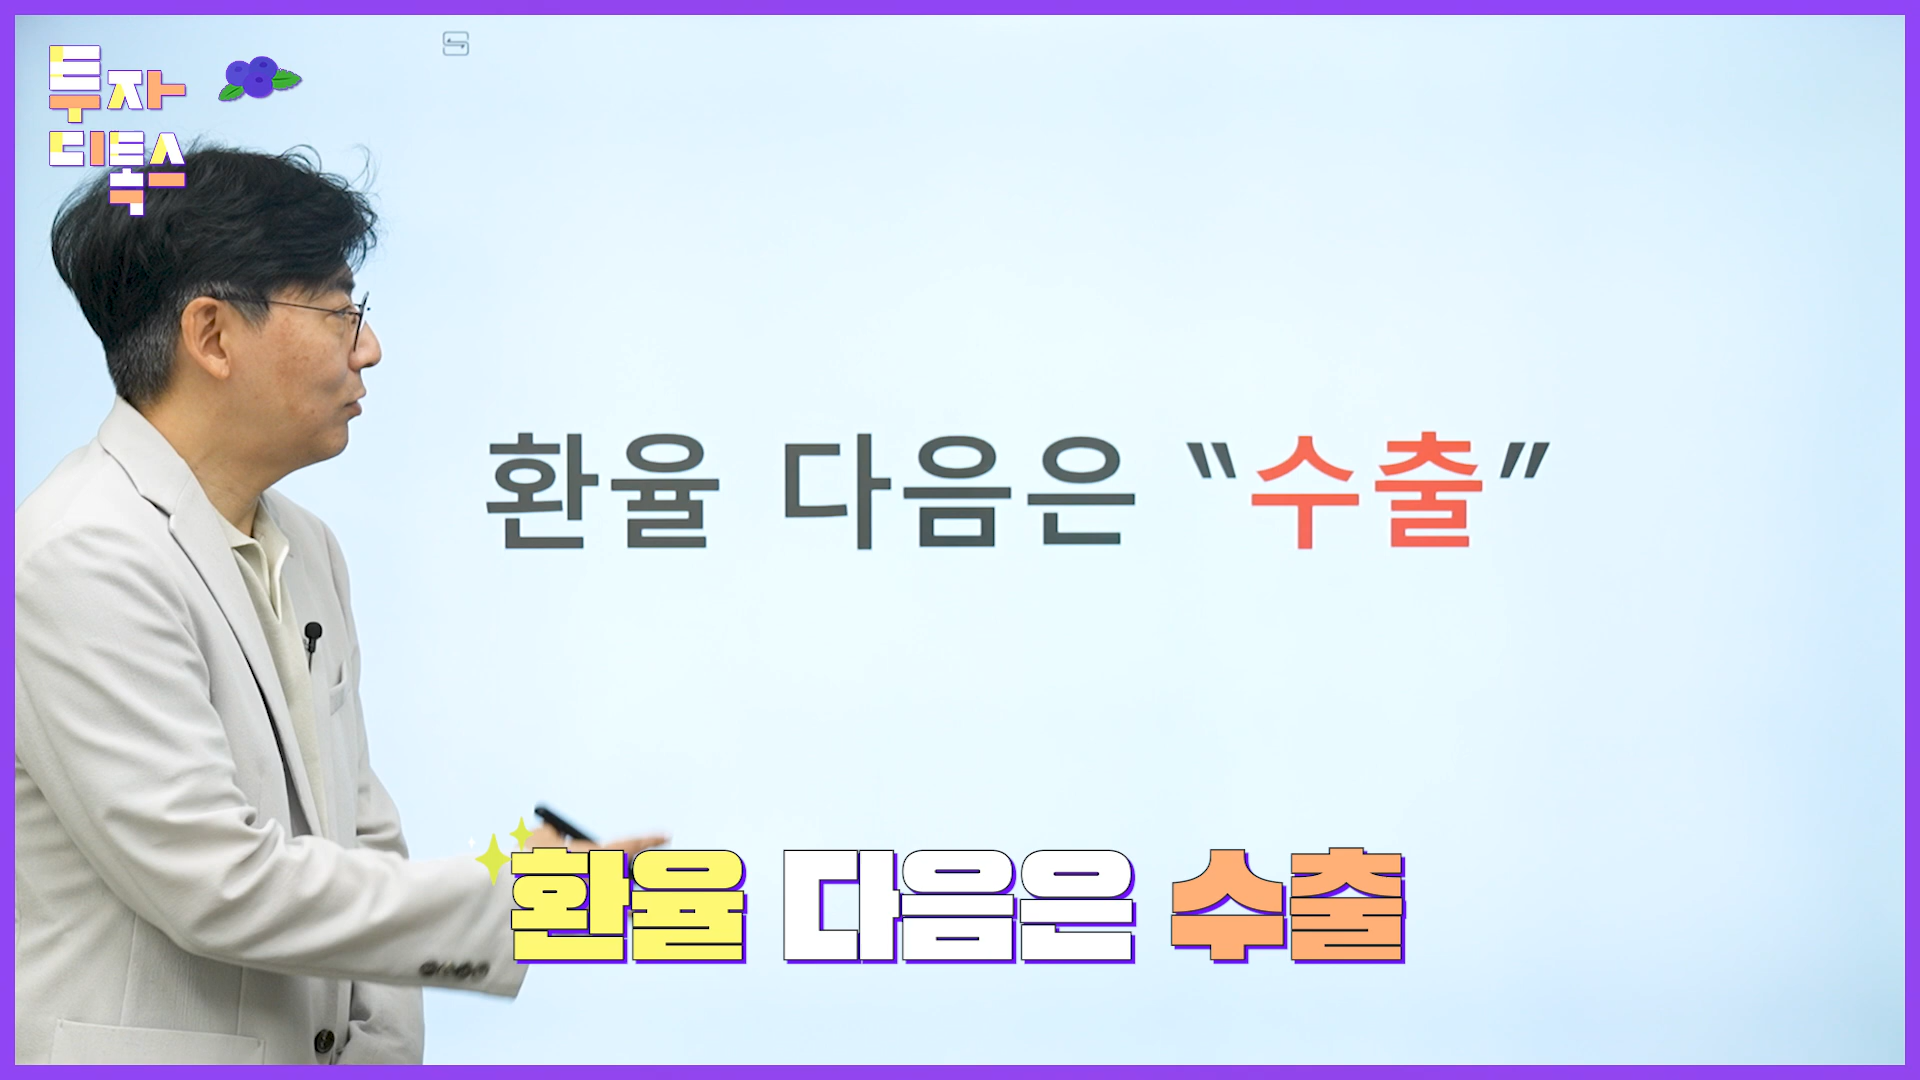 투자
디톡스
환율 다음은 “수출”
환율 다음은 수출